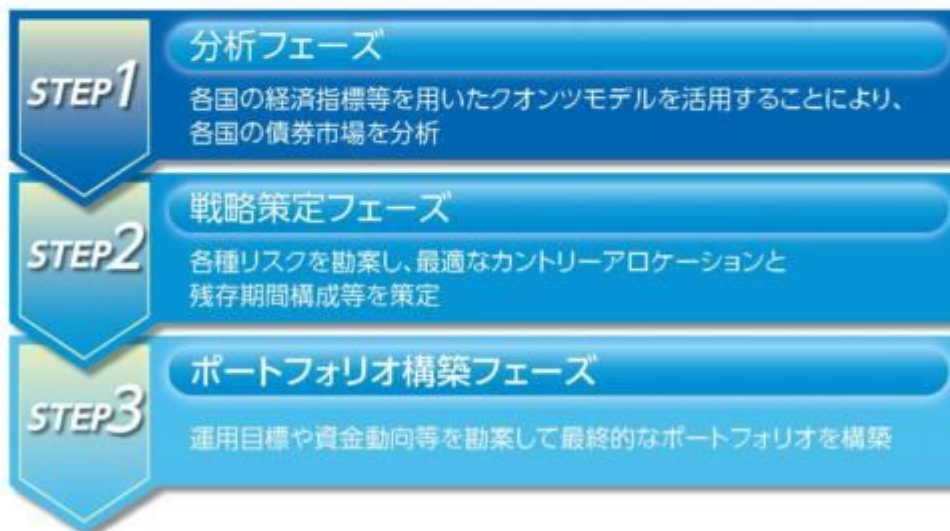 STEP1
分析フェーズ
各国の経済指標等を用いたクオンツモデルを活用することにより、
各国の債券市場を分析
STEP2
戦略策定フェーズ
各種リスクを勘案し、最適なカントリーアロケーションと
残存期間構成等を策定
STEP3
ポートフォリオ構築フェーズ
運用目標や資金動向等を勘案して最終的なポートフォリオを構築